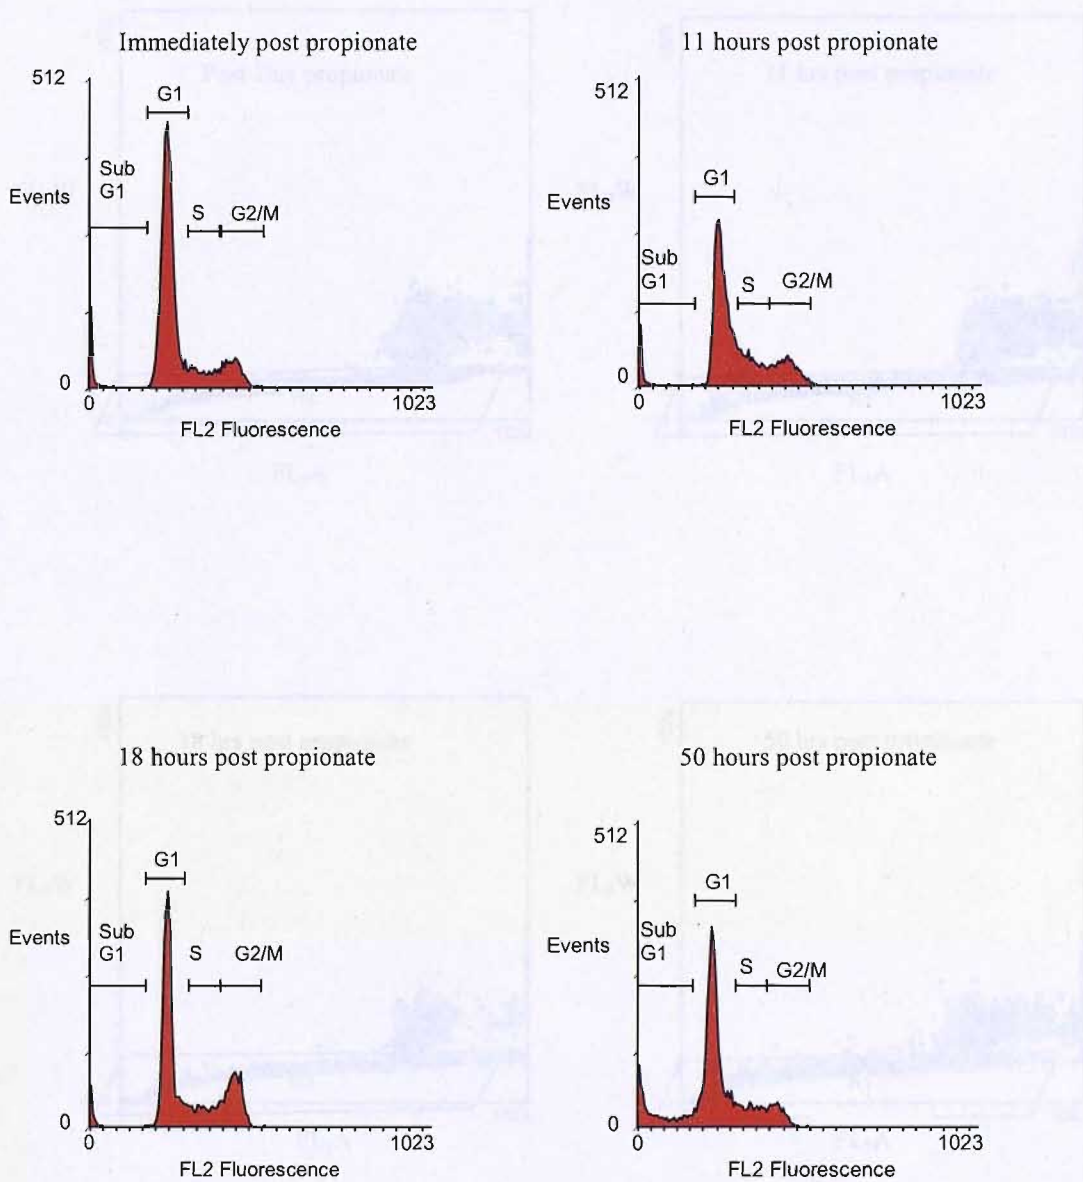 Immediately post propionate
512
G1
Sub
G1
Events
S
G2/M
0
0
1023
FL2 Fluorescence
11 hours post propionate
512
G1
Events
Sub
G1
S
G2/M
0
0
1023
FL2 Fluorescence
18 hours post propionate
512
G1
Sub
G1
Events
S
G2/M
0
0
1023
FL2 Fluorescence
50 hours post propionate
512
G1
Sub
G1
Events
S
G2/M
0
0
1023
FL2 Fluorescence